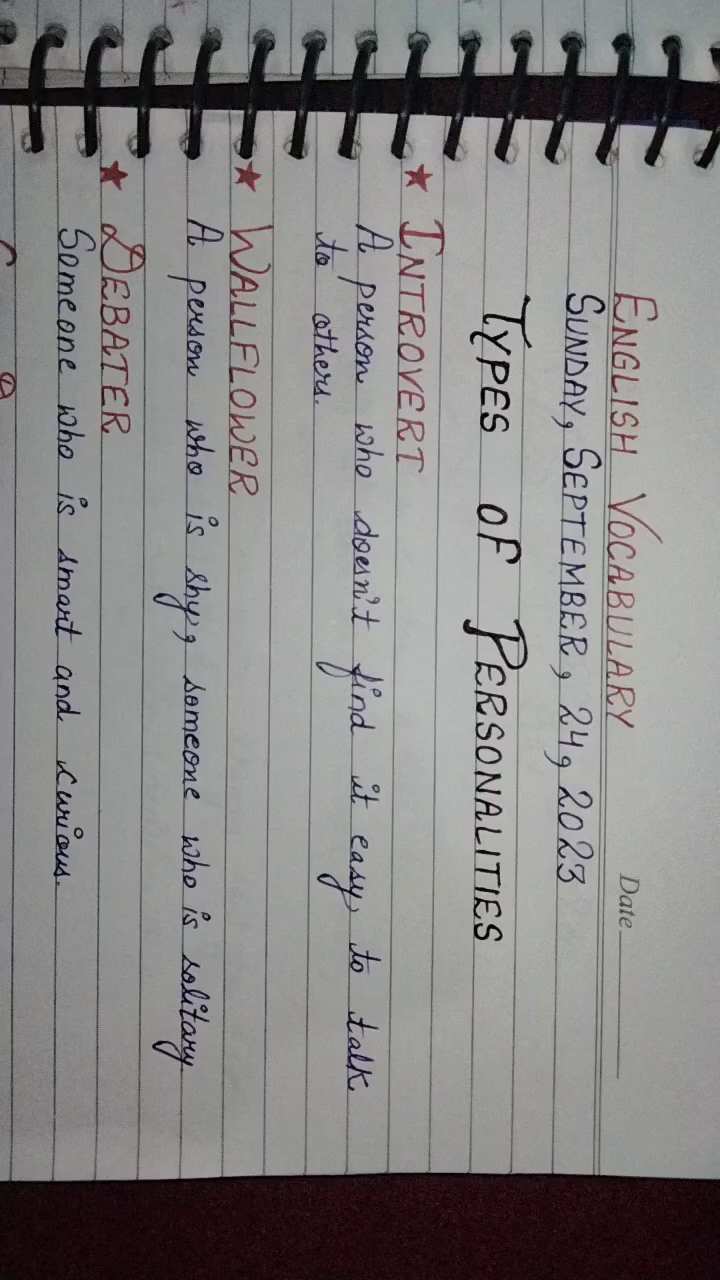 Date
ENGLISH VOCABULARY
SUNDAY, SEPTEMBER, 24, 2023
TYPES OF PERSONALITIES
★ INTROVERT
A person who doesn't find it easy, to talk
to others.
★ WALLFLOWER
A person who is shy, someone who is solitary
★ DEBATER
Someone who is smart and curious.